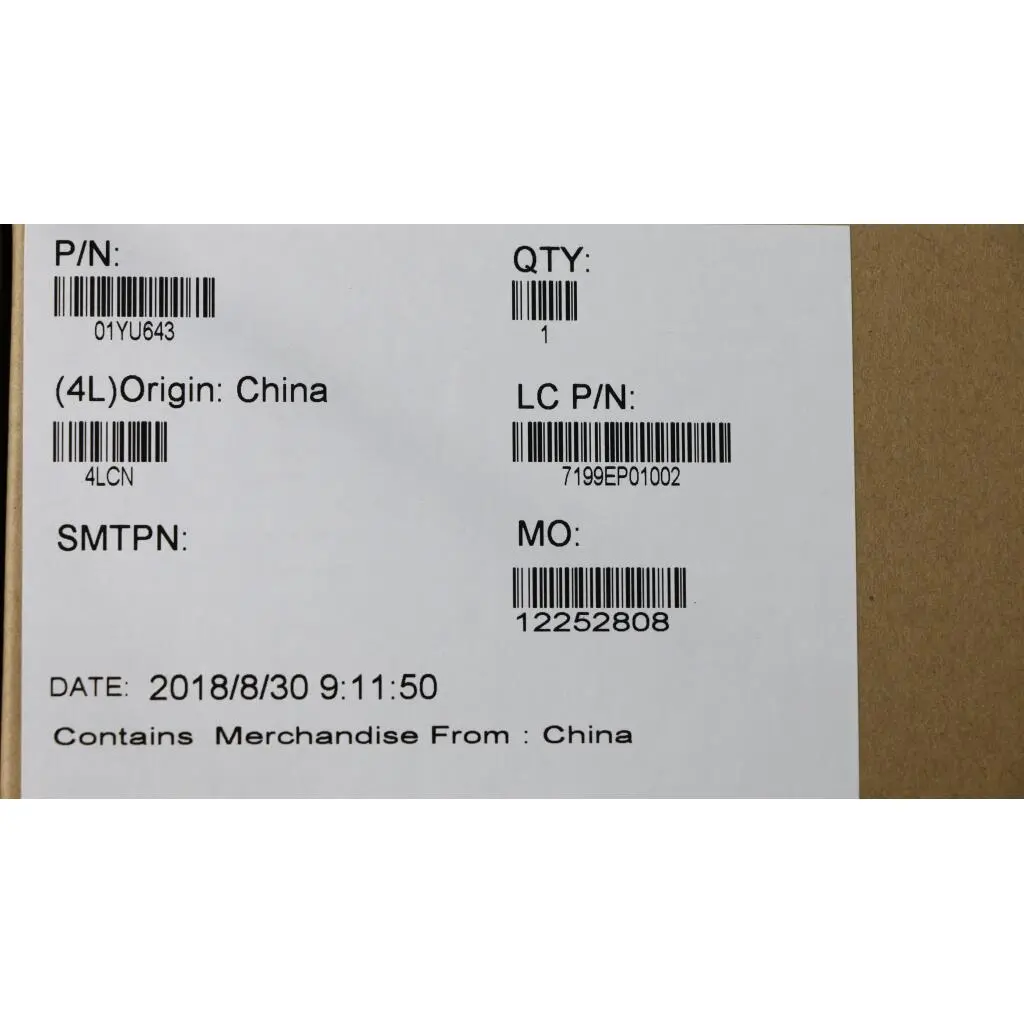 P/N:
01YU643
QTY:
1
(4L)Origin: China
4LCN
LC P/N:
7199EP01002
SMTPN:
MO:
12252808
DATE: 2018/8/30 9:11:50
Contains Merchandise From : China